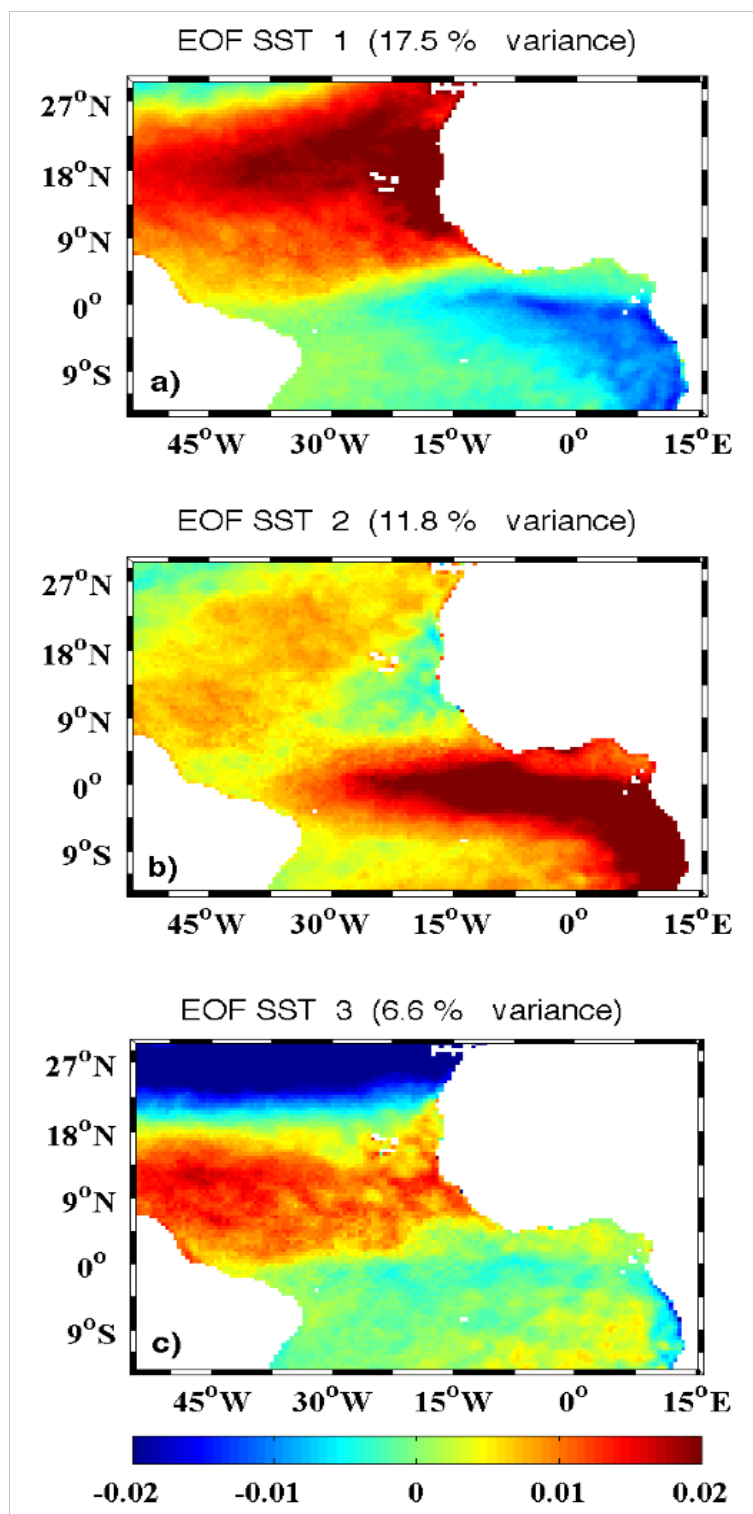 EOF SST 1 (17.5 % variance)
27°N
18°N
9°N
0°
9°S
a)
45°W 30°W 15°W 0° 15°E
EOF SST 2 (11.8 % variance)
27°N
18°N
9°N
0°
9°S
b)
45°W 30°W 15°W 0° 15°E
EOF SST 3 (6.6 % variance)
27°N
18°N
9°N
0°
9°S
c)
45°W 30°W 15°W 0° 15°E
-0.02 -0.01 0 0.01 0.02